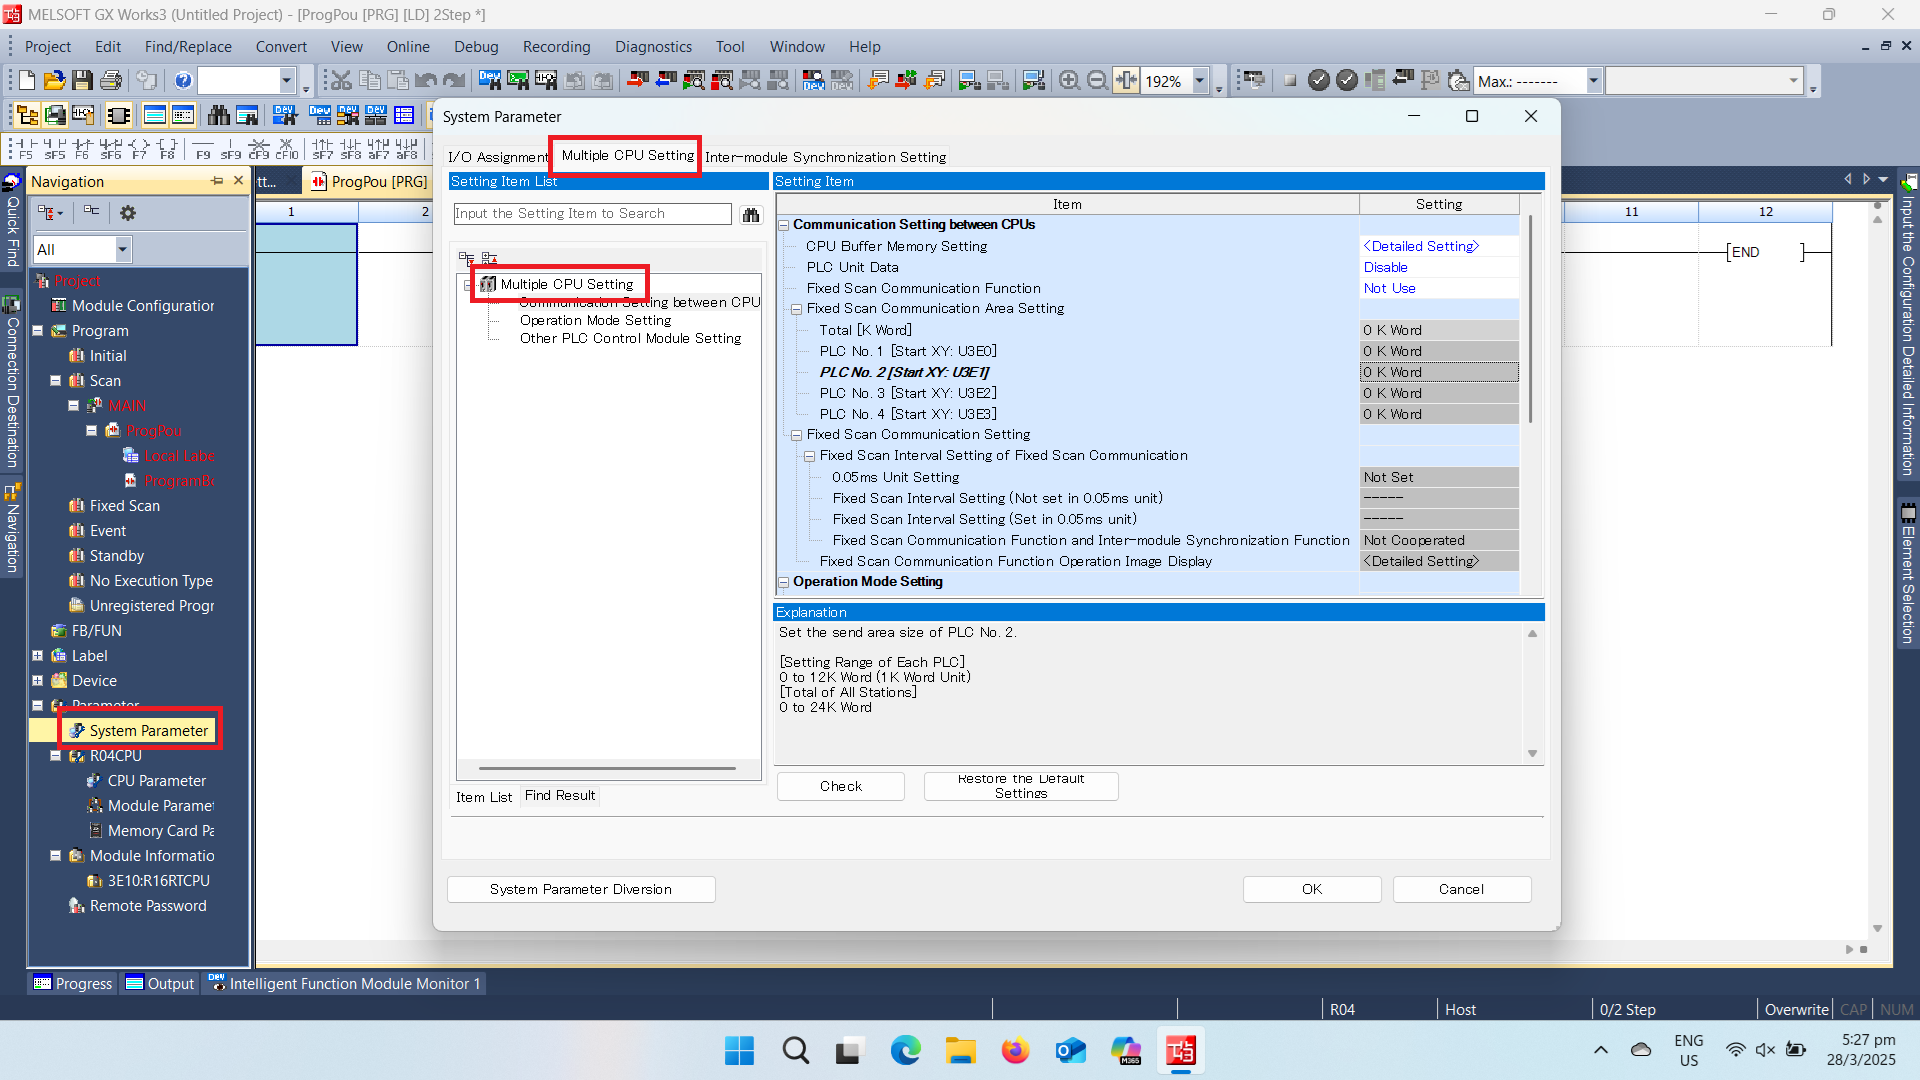 MELSOFT GX Works3 (Untitled Project) - [ProgPou [PRG] [LD] 2Step *]
Project Edit Find/Replace Convert View Online Debug Recording Diagnostics Tool Window Help
192% Max.: -------
F5 sF5 F6 sF6 F7 F8 F9 sF9 cF9 cF10 sF7 sF8 aF7 aF8
Navigation
tt...
ProgPou [PRG]
All
1 2 11 12
END
Project
Module Configuration
Program
Initial
Scan
MAIN
ProgPou
Local Labe
ProgramBo
Fixed Scan
Event
Standby
No Execution Type
Unregistered Progr
FB/FUN
Label
Device
Parameter
System Parameter
R04CPU
CPU Parameter
Module Paramet
Memory Card Pa
Module Informatio
3E10:R16RTCPU
Remote Password
Quick Find
Connection Destination
Navigation
System Parameter
I/O Assignment Multiple CPU Setting Inter-module Synchronization Setting
Setting Item List
Input the Setting Item to Search
Multiple CPU Setting
Communication Setting between CPU
Operation Mode Setting
Other PLC Control Module Setting
Item List Find Result
Setting Item
Item Setting
Communication Setting between CPUs
CPU Buffer Memory Setting <Detailed Setting>
PLC Unit Data Disable
Fixed Scan Communication Function Not Use
Fixed Scan Communication Area Setting
Total [K Word] 0 K Word
PLC No. 1 [Start XY: U3E0] 0 K Word
PLC No. 2 [Start XY: U3E1] 0 K Word
PLC No. 3 [Start XY: U3E2] 0 K Word
PLC No. 4 [Start XY: U3E3] 0 K Word
Fixed Scan Communication Setting
Fixed Scan Interval Setting of Fixed Scan Communication
0.05ms Unit Setting Not Set
Fixed Scan Interval Setting (Not set in 0.05ms unit) -----
Fixed Scan Interval Setting (Set in 0.05ms unit) -----
Fixed Scan Communication Function and Inter-module Synchronization Function Not Cooperated
Fixed Scan Communication Function Operation Image Display <Detailed Setting>
Operation Mode Setting
Explanation
Set the send area size of PLC No. 2.
[Setting Range of Each PLC]
0 to 12K Word (1K Word Unit)
[Total of All Stations]
0 to 24K Word
Check Restore the Default Settings
System Parameter Diversion OK Cancel
Input the Configuration Detailed Information
Element Selection
Progress Output Intelligent Function Module Monitor 1
R04 Host 0/2 Step Overwrite CAP NUM
M365
ENG
US
5:27 pm
28/3/2025